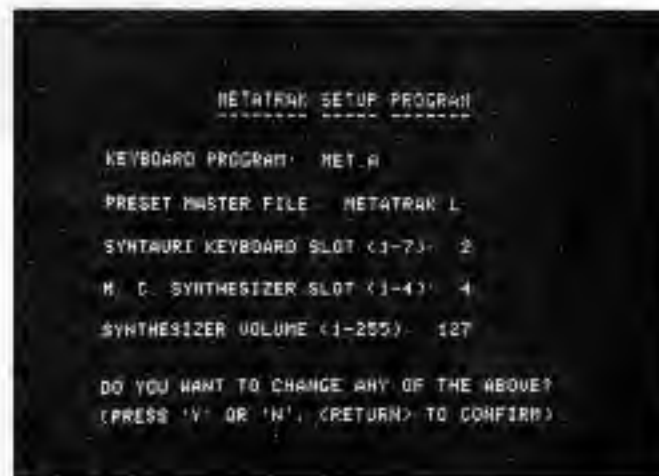 METATRAK SETUP PROGRAM
KEYBOARD PROGRAM: MET.A
PRESET MASTER FILE: METATRAK L
SYNTAURI KEYBOARD SLOT (1-7): 2
M. C. SYNTHESIZER SLOT (1-4): 4
SYNTHESIZER VOLUME (1-255): 127
DO YOU WANT TO CHANGE ANY OF THE ABOVE?
(PRESS 'Y' OR 'N', <RETURN> TO CONFIRM)